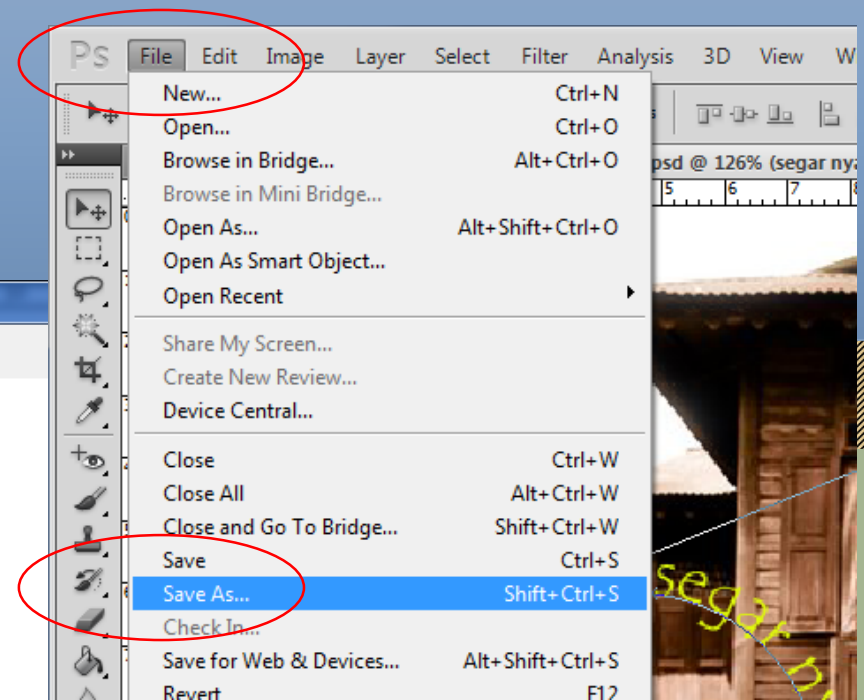 Ps File Edit Image Layer Select Filter Analysis 3D View W
New... Ctrl+N
Open... Ctrl+O
Browse in Bridge... Alt+Ctrl+O
psd @ 126% (segar nya
Browse in Mini Bridge...
5 6 7 8
Open As... Alt+Shift+Ctrl+O
Open As Smart Object...
Open Recent
Share My Screen...
Create New Review...
Device Central...
Close Ctrl+W
Close All Alt+Ctrl+W
Close and Go To Bridge... Shift+Ctrl+W
Save Ctrl+S
Save As... Shift+Ctrl+S
segar n
Check In...
Save for Web & Devices... Alt+Shift+Ctrl+S
Revert F12